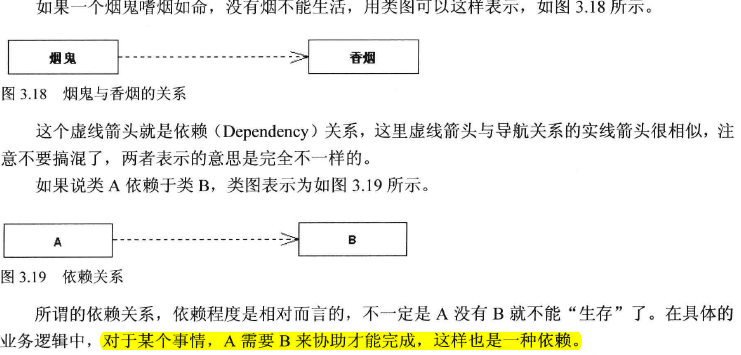 如果一个烟鬼嗜烟如命，没有烟不能生活，用类图可以这样表示，如图 3.18 所示。
烟鬼 香烟
图 3.18 烟鬼与香烟的关系
这个虚线箭头就是依赖（Dependency）关系，这里虚线箭头与导航关系的实线箭头很相似，注
意不要搞混了，两者表示的意思是完全不一样的。
如果说类 A 依赖于类 B，类图表示为如图 3.19 所示。
A B
图 3.19 依赖关系
所谓的依赖关系，依赖程度是相对而言的，不一定是 A 没有 B 就不能“生存”了。在具体的
业务逻辑中，对于某个事情，A 需要 B 来协助才能完成，这样也是一种依赖。